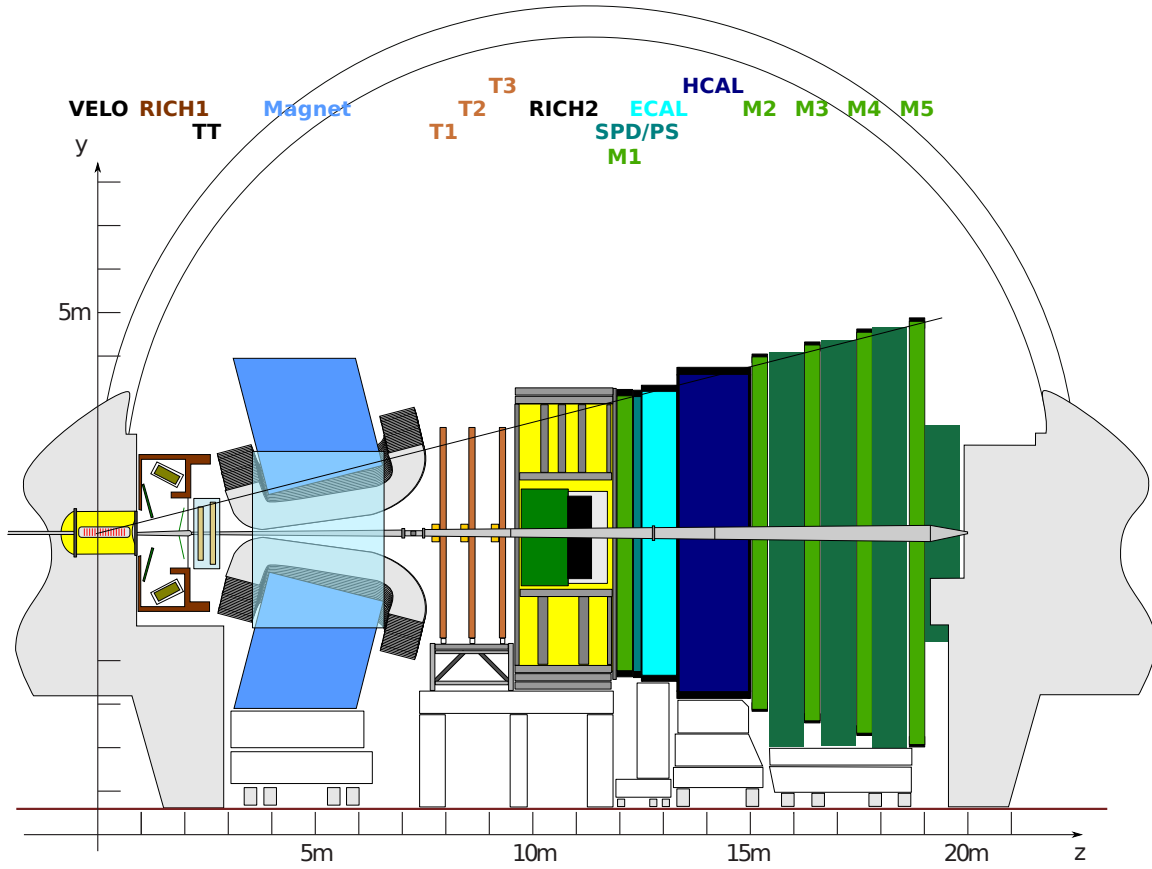 T3
HCAL
VELO
RICH1
Magnet
T2
RICH2
ECAL
M2
M3
M4
M5
TT
T1
SPD/PS
y
M1
5m
5m
10m
15m
20m
z